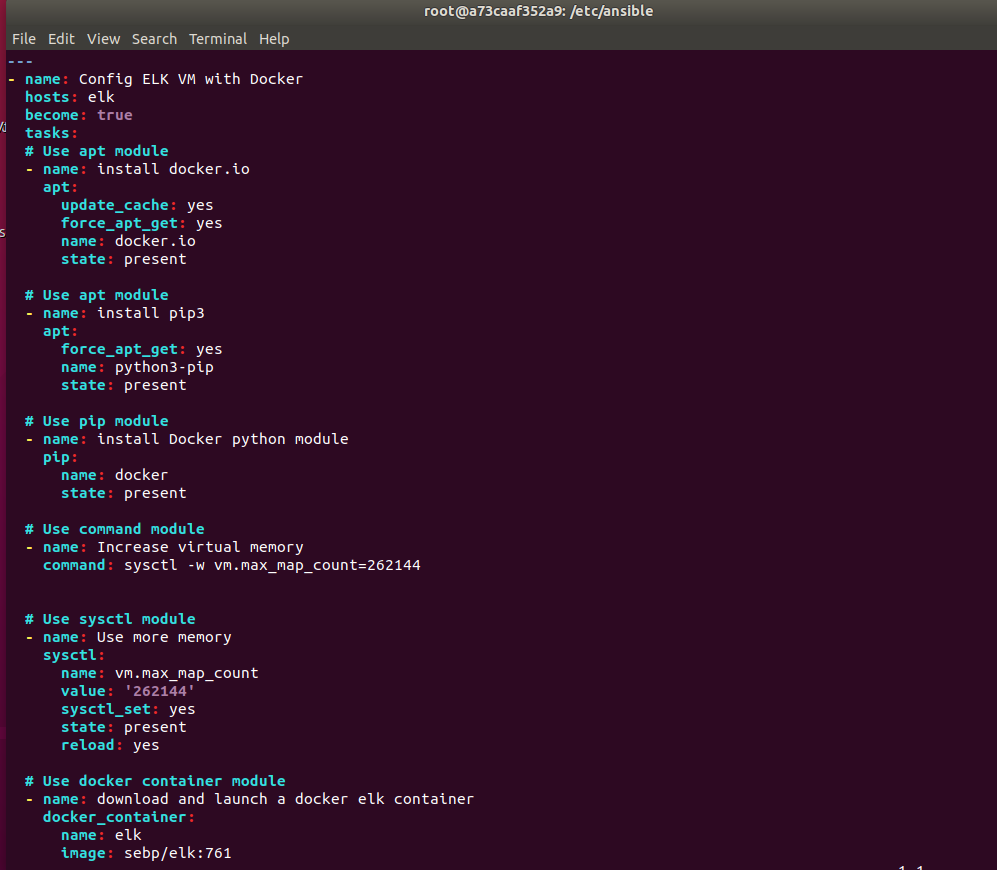 root@a73caaf352a9: /etc/ansible
File Edit View Search Terminal Help
---
- name: Config ELK VM with Docker
  hosts: elk
  become: true
  tasks:
  # Use apt module
  - name: install docker.io
    apt:
      update_cache: yes
      force_apt_get: yes
      name: docker.io
      state: present

  # Use apt module
  - name: install pip3
    apt:
      force_apt_get: yes
      name: python3-pip
      state: present

  # Use pip module
  - name: install Docker python module
    pip:
      name: docker
      state: present

  # Use command module
  - name: Increase virtual memory
    command: sysctl -w vm.max_map_count=262144


  # Use sysctl module
  - name: Use more memory
    sysctl:
      name: vm.max_map_count
      value: '262144'
      sysctl_set: yes
      state: present
      reload: yes

  # Use docker container module
  - name: download and launch a docker elk container
    docker_container:
      name: elk
      image: sebp/elk:761